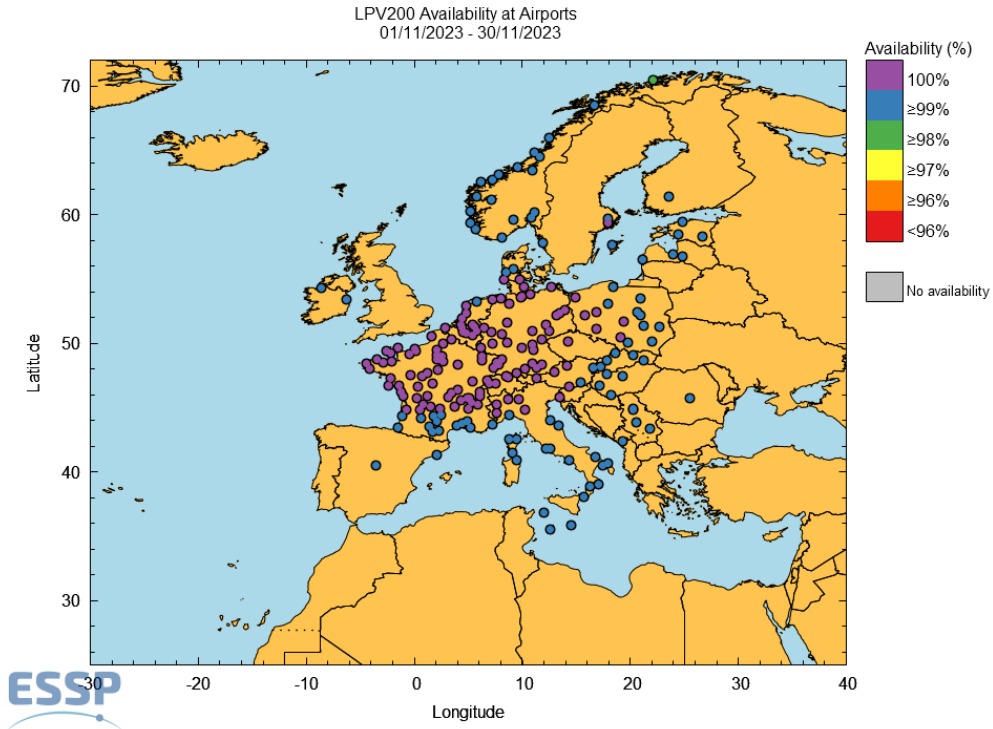 LPV200 Availability at Airports
01/11/2023 - 30/11/2023
Availability (%)
100%
≥99%
≥98%
≥97%
≥96%
<96%
No availability
70
60
50
40
30
Latitude
-30
-20
-10
0
10
20
30
40
Longitude
ESSP